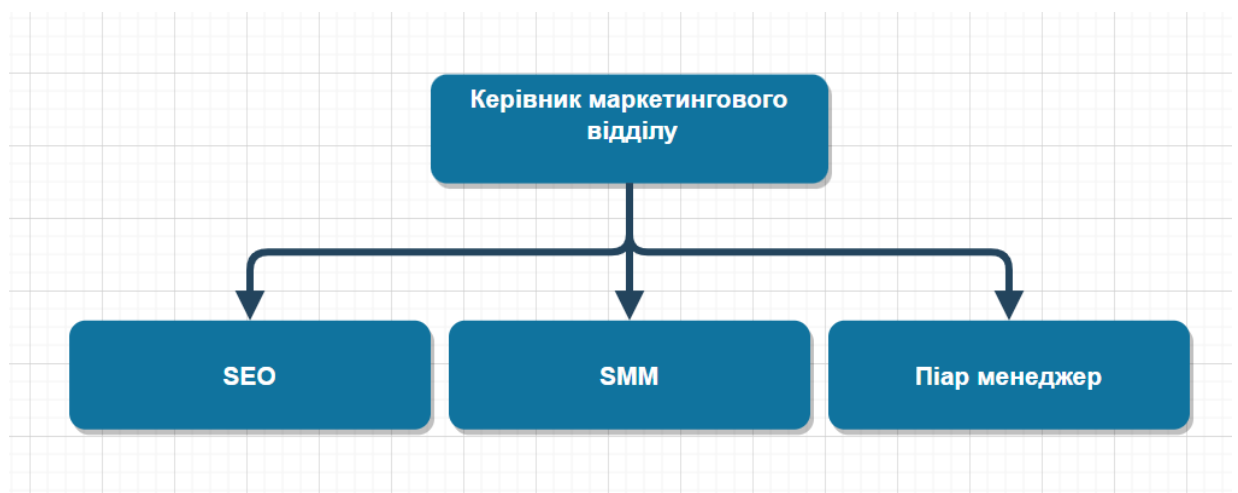 Керівник маркетингового
відділу
SEO
SMM
Піар менеджер